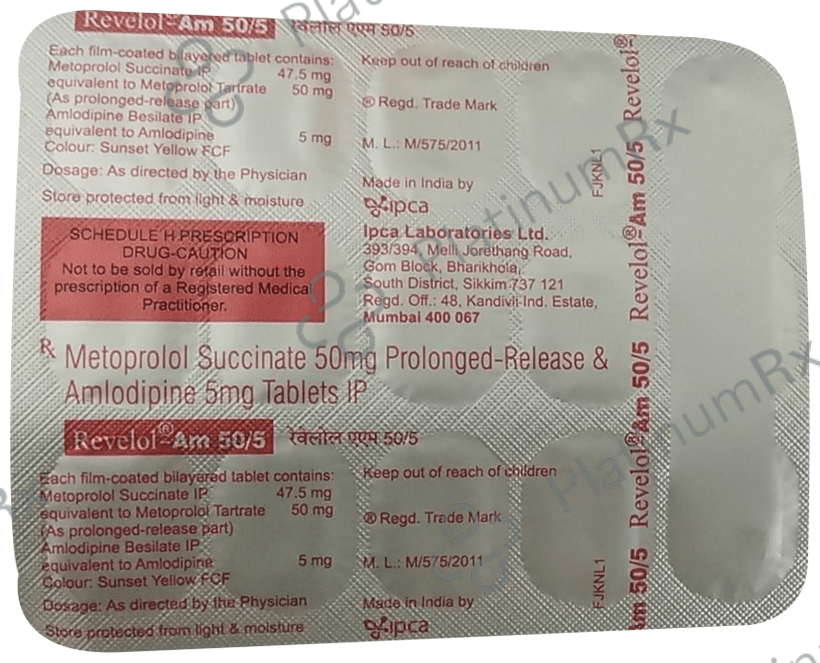 Revelol®-Am 50/5 रेवेलोल एएम 50/5
Each film-coated bilayered tablet contains:
Metoprolol Succinate IP 47.5 mg
equivalent to Metoprolol Tartrate 50 mg
(As prolonged-release part)
Amlodipine Besilate IP
equivalent to Amlodipine 5 mg
Colour: Sunset Yellow FCF
Dosage: As directed by the Physician
Store protected from light & moisture
Keep out of reach of children
® Regd. Trade Mark
M. L.: M/575/2011
Made in India by
ipca
Ipca Laboratories Ltd.
393/394, Melli Jorethang Road,
Gom Block, Bharikhola,
South District, Sikkim 737 121
Regd. Off.: 48, Kandivli Ind. Estate,
Mumbai 400 067
FJKNL1
SCHEDULE H PRESCRIPTION
DRUG-CAUTION
Not to be sold by retail without the
prescription of a Registered Medical
Practitioner.
Rx Metoprolol Succinate 50mg Prolonged-Release &
Amlodipine 5mg Tablets IP
Revelol®-Am 50/5 रेवेलोल एएम 50/5
Each film-coated bilayered tablet contains:
Metoprolol Succinate IP 47.5 mg
equivalent to Metoprolol Tartrate 50 mg
(As prolonged-release part)
Amlodipine Besilate IP
equivalent to Amlodipine 5 mg
Colour: Sunset Yellow FCF
Dosage: As directed by the Physician
Store protected from light & moisture
Keep out of reach of children
® Regd. Trade Mark
M. L.: M/575/2011
Made in India by
ipca
FJKNL1
Am 50/5 Revelol®Am 50/5 Revelol®Am 50/5 Revelol®
PlatinumRx
PlatinumRx
PlatinumRx